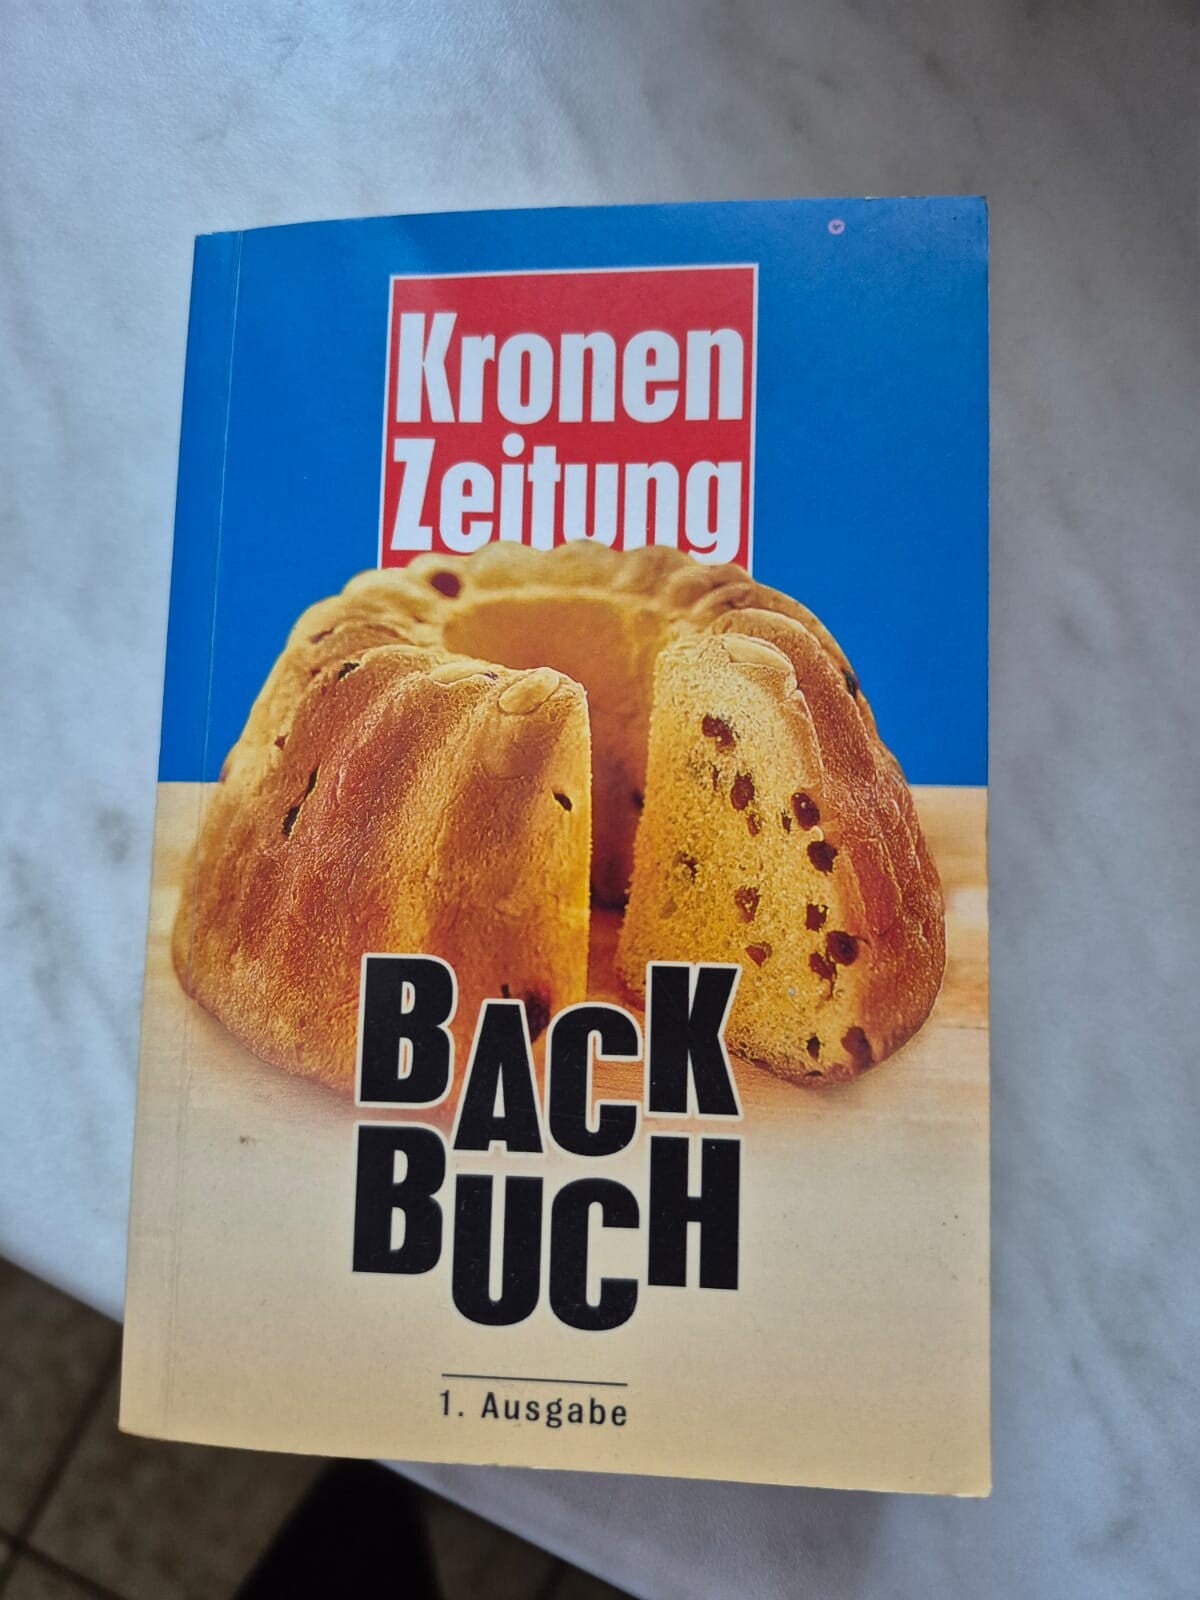 Kronen
Zeitung
BACK
BUCH
1. Ausgabe